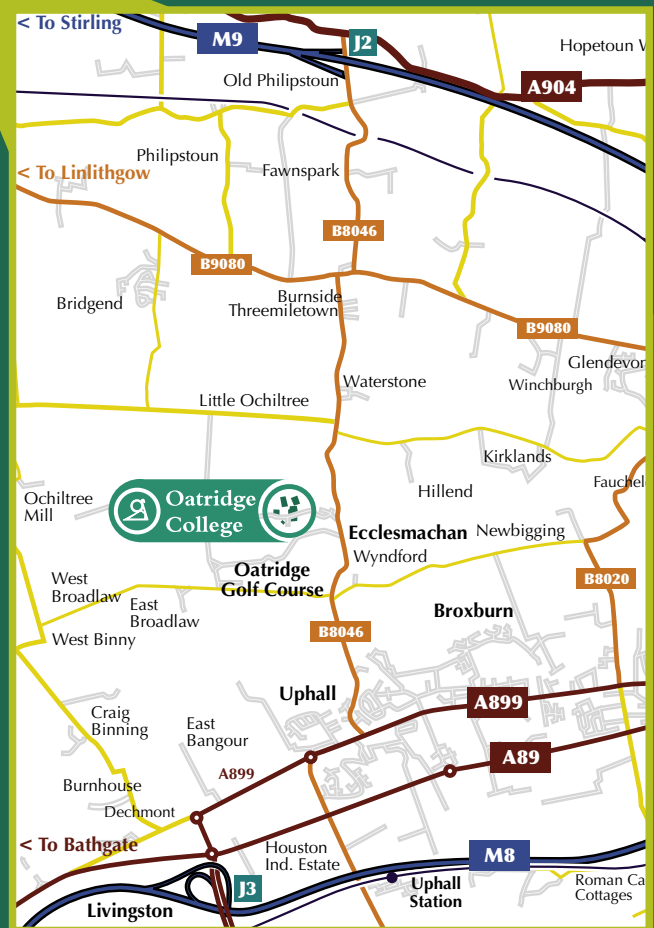 < To Stirling
M9
J2
Hopetoun
Old Philipstoun
A904
Philipstoun
Fawnspark
< To Linlithgow
B8046
B9080
Bridgend
Burnside
Threemiletown
B9080
Glendevon
Waterstone
Winchburgh
Little Ochiltree
Kirklands
Fauchel
Hillend
Ochiltree
Mill
Oatridge
College
Ecclesmachan
Newbigging
Wyndford
Oatridge
Golf Course
B8020
West
Broadlaw
East
Broadlaw
Broxburn
B8046
West Binny
Uphall
A899
Craig
Binning
East
Bangour
A89
A899
Burnhouse
Dechmont
< To Bathgate
Houston
Ind. Estate
M8
J3
Uphall
Station
Roman Ca
Cottages
Livingston